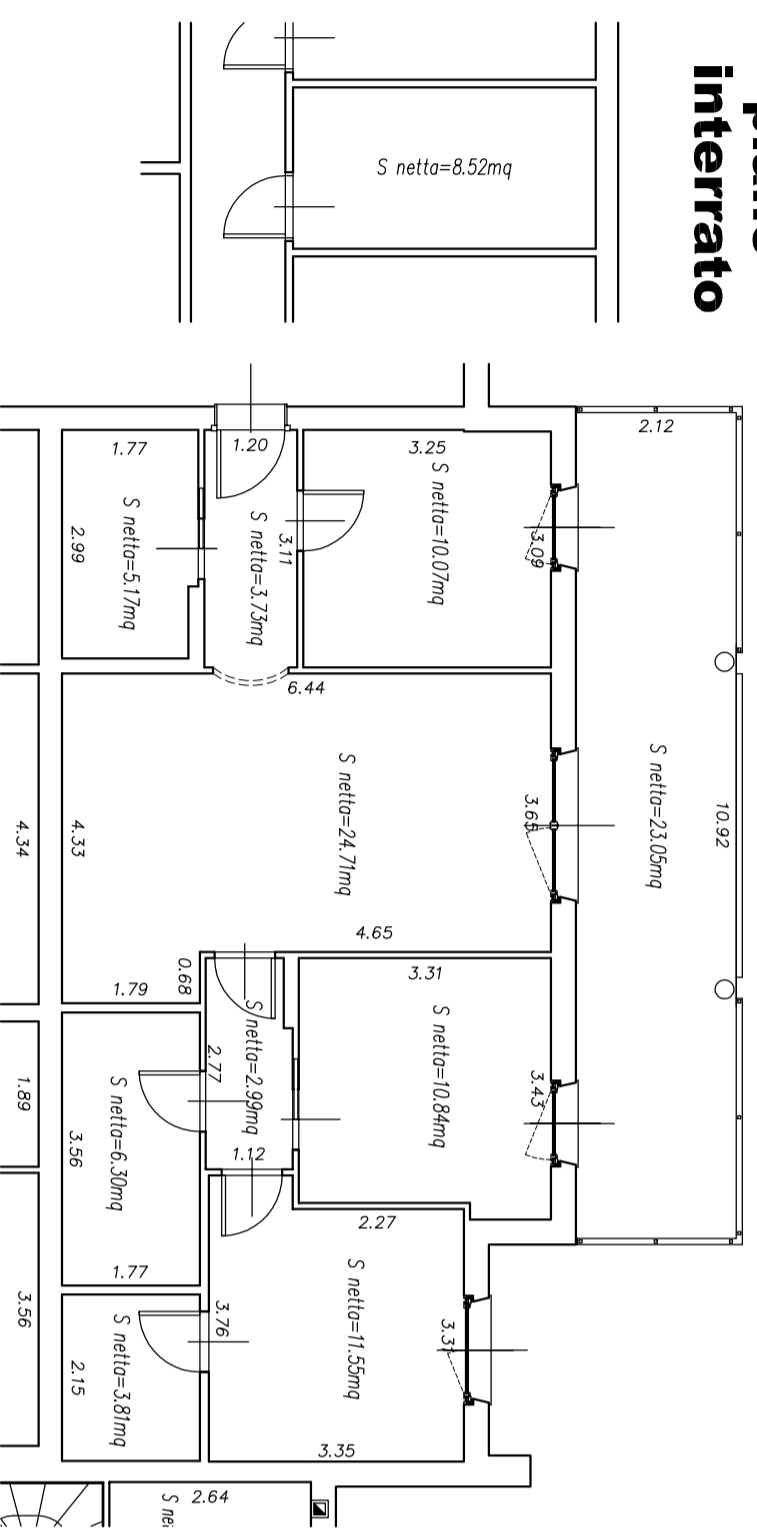 interrato
S netta=8.52mq
2.12
1.77
1.20
3.25
S netta=5.17mq
2.99
S netta=3.73mq
3.11
S netta=10.07mq
3.09
6.44
S netta=24.71mq
3.65
S netta=23.05mq
10.92
4.34
4.33
4.65
1.79
0.68
3.31
S netta=10.84mq
3.43
S netta=2.99mq
2.77
1.12
1.89
S netta=6.30mq
3.56
1.77
2.27
S netta=11.55mq
3.76
3.31
3.56
S netta=3.81mq
2.15
3.35
2.64